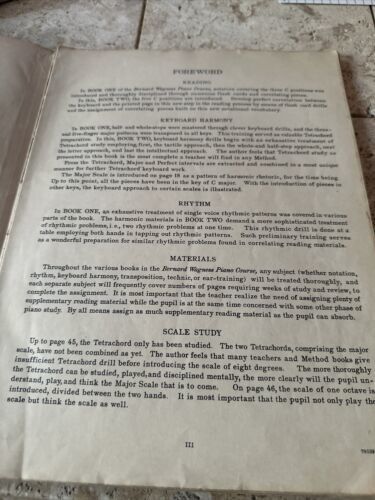 FOREWORD
READING
In BOOK ONE of the Bernard Wagness Piano Course, notation covering the three C positions was
introduced and thoroughly disciplined through numerous flash cards and correlating pieces.
In this, BOOK TWO, the five C positions are introduced. Develop perfect correlation between
the keyboard and the printed page in this new step in the reading process by means of flash card drills
and assignment of correlating pieces built on this new notational vocabulary.
KEYBOARD HARMONY
In BOOK ONE, half and whole-steps were mastered through clever keyboard drills, and the three-
and five-finger major patterns were transposed in all keys. This training served as valuable Tetrachord
preparation. In this, BOOK TWO, keyboard harmony drills begin with an exhaustive treatment of
Tetrachord study employing first, the tactile approach, then the whole-and half-step approach, next
the letter approach, and last the intellectual approach. The author feels that Tetrachord study as
presented in this book is the most complete a teacher will find in any Method.
From the Tetrachord, Major and Perfect intervals are extracted and combined in a most unique
manner for further Tetrachord keyboard work.
The Major Scale is introduced on page 18 as a pattern of harmonic rhetoric, for the time being
Up to this point, all the pieces have been in the key of C major. With the introduction of pieces in
other keys, the keyboard approach to certain scales is illustrated.
RHYTHM
In BOOK ONE, an exhaustive treatment of single voice rhythmic patterns was covered in various
parts of the book. The harmonic materials in BOOK TWO demand a more sophisticated treatment
of rhythmic problems, i.e., two rhythmic problems at one time. This rhythmic drill is done at a
table employing both hands in tapping out rhythmic patterns. Such preliminary training serves
as a wonderful preparation for similar rhythmic problems found in correlating reading materials.
MATERIALS
Throughout the various books in the Bernard Wagness Piano Course, any subject (whether notation,
rhythm, keyboard harmony, transposition, technic, or ear-training) will be treated thoroughly, and
each separate subject will frequently cover numbers of pages requiring weeks of study and review, to
complete the assignment. It is most important that the teacher realize the need of assigning plenty of
supplementary reading material while the pupil is at the same time concerned with some other phase of
piano study. By all means assign as much supplementary reading material as the pupil can absorb.
SCALE STUDY
Up to page 45, the Tetrachord only has been studied. The two Tetrachords, comprising the major
scale, have not been combined as yet. The author feels that many teachers and Method books give
insufficient Tetrachord drill before introducing the scale of eight degrees. The more thoroughly
the Tetrachord can be studied, played, and disciplined mentally, the more clearly will the pupil un-
derstand, play, and think the Major Scale that is to come. On page 46, the scale of one octave is
introduced, divided between the two hands. It is most important that the pupil not only play the
scale but think the scale as well.
III